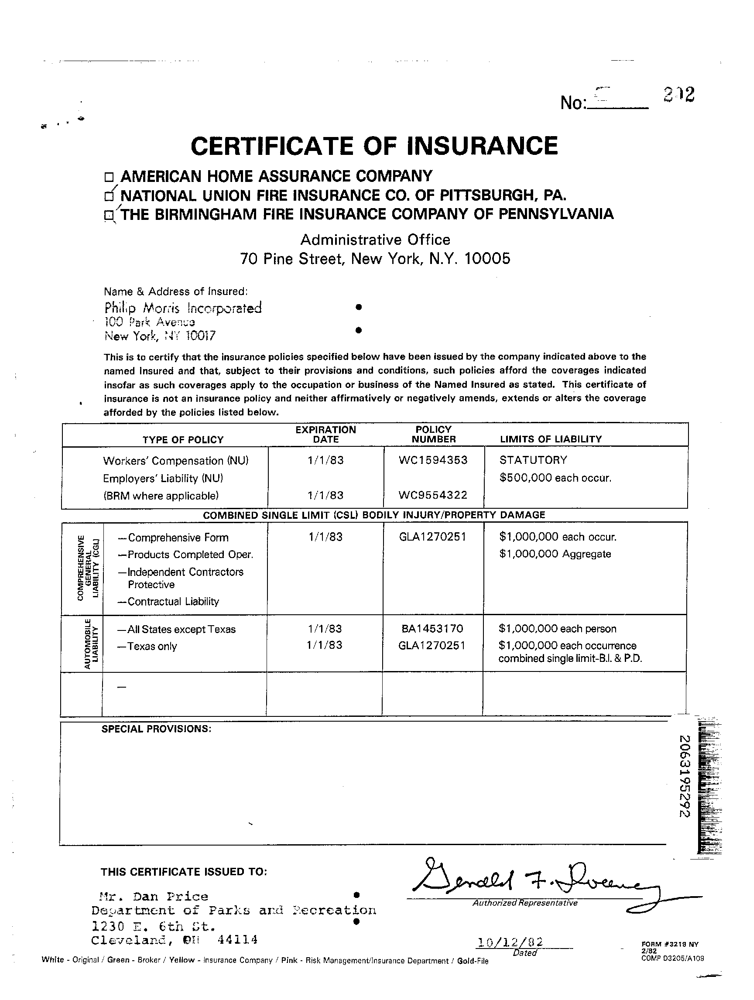 No: 202
CERTIFICATE OF INSURANCE
AMERICAN HOME ASSURANCE COMPANY
NATIONAL UNION FIRE INSURANCE CO. OF PITTSBURGH, PA.
THE BIRMINGHAM FIRE INSURANCE COMPANY OF PENNSYLVANIA
Administrative Office
70 Pine Street, New York, N.Y. 10005
Name & Address of Insured:
Philip Morris Incorporated
100 Park Avenue
New York, NY 10017
This is to certify that the insurance policies specified below have been issued by the company indicated above to the
named Insured and that, subject to their provisions and conditions, such policies afford the coverages indicated
insofar as such coverages apply to the occupation or business of the Named Insured as stated. This certificate of
insurance is not an insurance policy and neither affirmatively or negatively amends, extends or alters the coverage
afforded by the policies listed below.
TYPE OF POLICY EXPIRATION DATE POLICY NUMBER LIMITS OF LIABILITY
Workers' Compensation (NU) 1/1/83 WC1594353 STATUTORY
Employers' Liability (NU) $500,000 each occur.
(BRM where applicable) 1/1/83 WC9554322
COMBINED SINGLE LIMIT (CSL) BODILY INJURY/PROPERTY DAMAGE
COMPREHENSIVE GENERAL LIABILITY (CGL)
—Comprehensive Form 1/1/83 GLA1270251 $1,000,000 each occur.
—Products Completed Oper. $1,000,000 Aggregate
—Independent Contractors
Protective
—Contractual Liability
AUTOMOBILE LIABILITY
—All States except Texas 1/1/83 BA1453170 $1,000,000 each person
—Texas only 1/1/83 GLA1270251 $1,000,000 each occurrence
combined single limit-B.I. & P.D.
—
SPECIAL PROVISIONS:
2063195292
THIS CERTIFICATE ISSUED TO:
Mr. Dan Price
Department of Parks and Recreation
1230 E. 6th St.
Cleveland, OH 44114
Gerald F.
Authorized Representative
10/12/82
Dated
FORM #3218 NY
2/82
COMP D3205/A109
White - Original / Green - Broker / Yellow - Insurance Company / Pink - Risk Management/Insurance Department / Gold-File